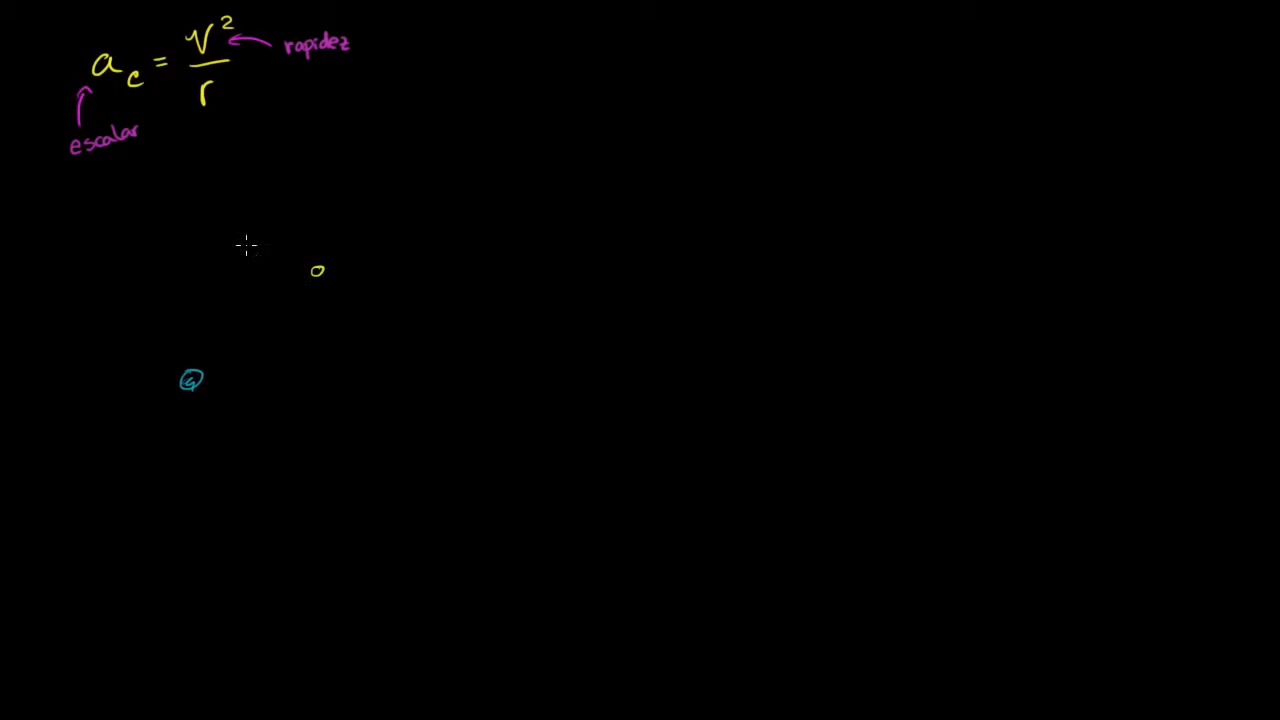 a_c = v²/r
rapidez
escalar